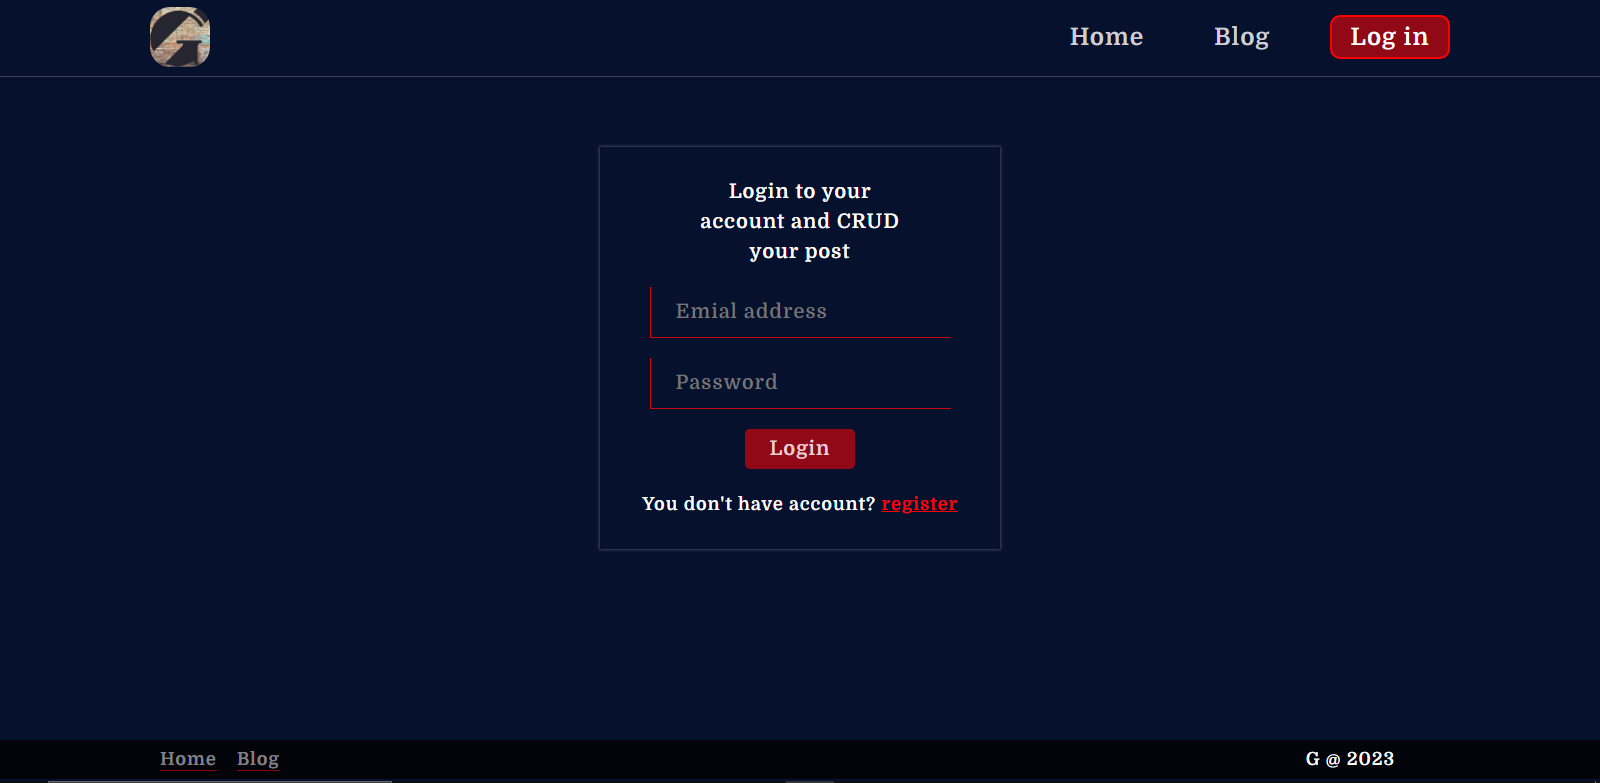 Home Blog Log in
Login to your
account and CRUD
your post
Emial address
Password
Login
You don't have account? register
Home Blog G @ 2023